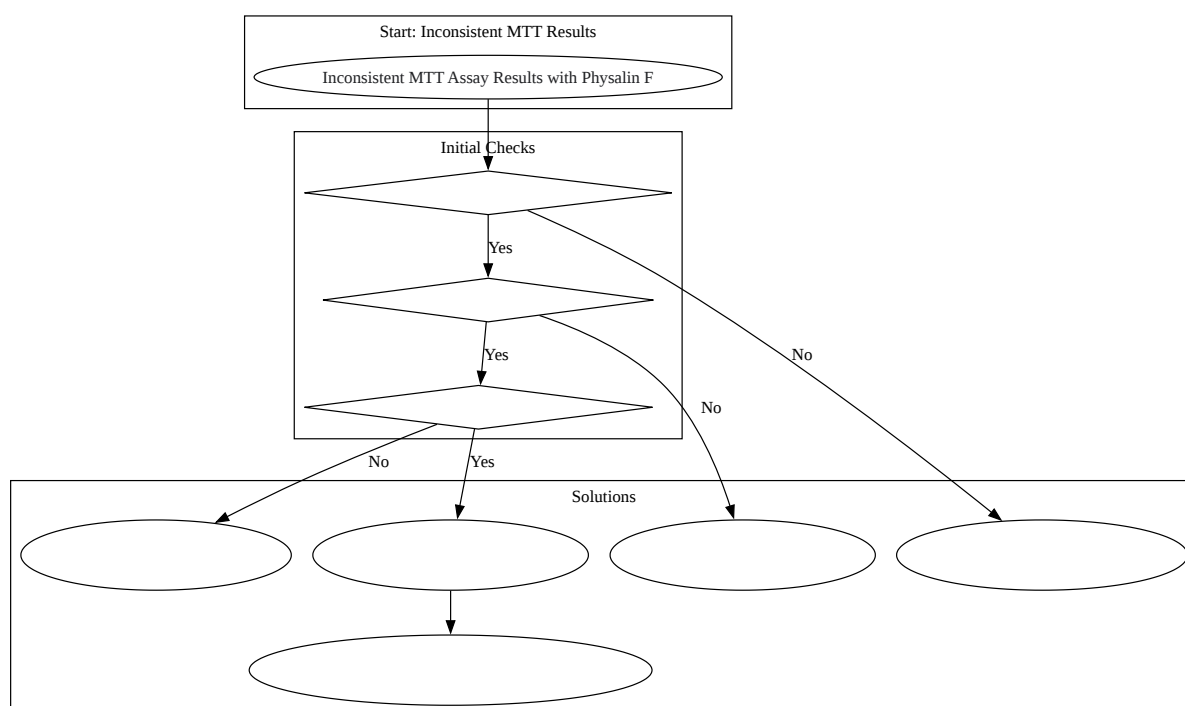 Start: Inconsistent MTT Results
Inconsistent MTT Assay Results with Physalin F
Initial Checks
Yes
No
Yes
No
No
Yes
Solutions